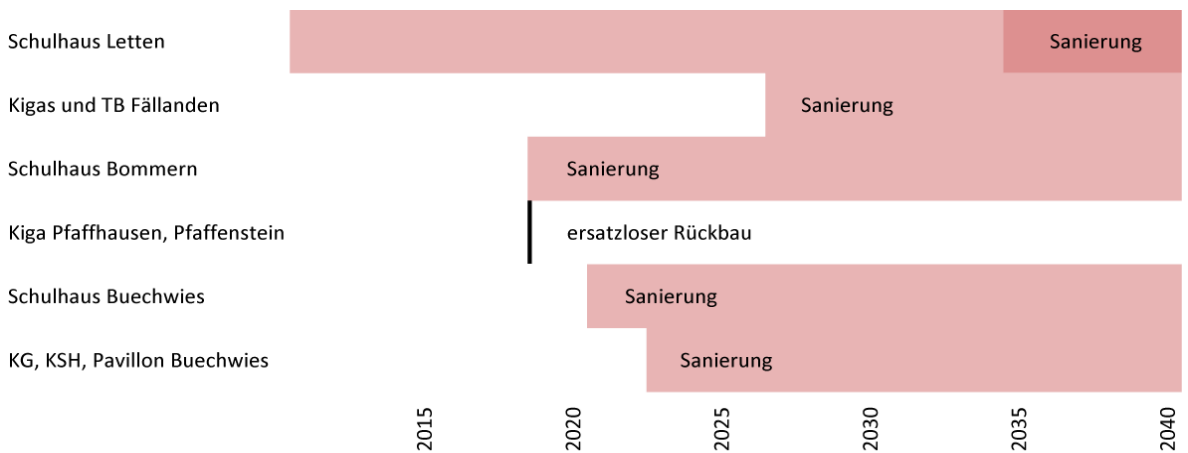 Schulhaus Letten
Sanierung
Kigas und TB Fällanden
Sanierung
Schulhaus Bommern
Sanierung
Kiga Pfaffhausen, Pfaffenstein
ersatzloser Rückbau
Schulhaus Buechwies
Sanierung
KG, KSH, Pavillon Buechwies
Sanierung
2015
2020
2025
2030
2035
2040